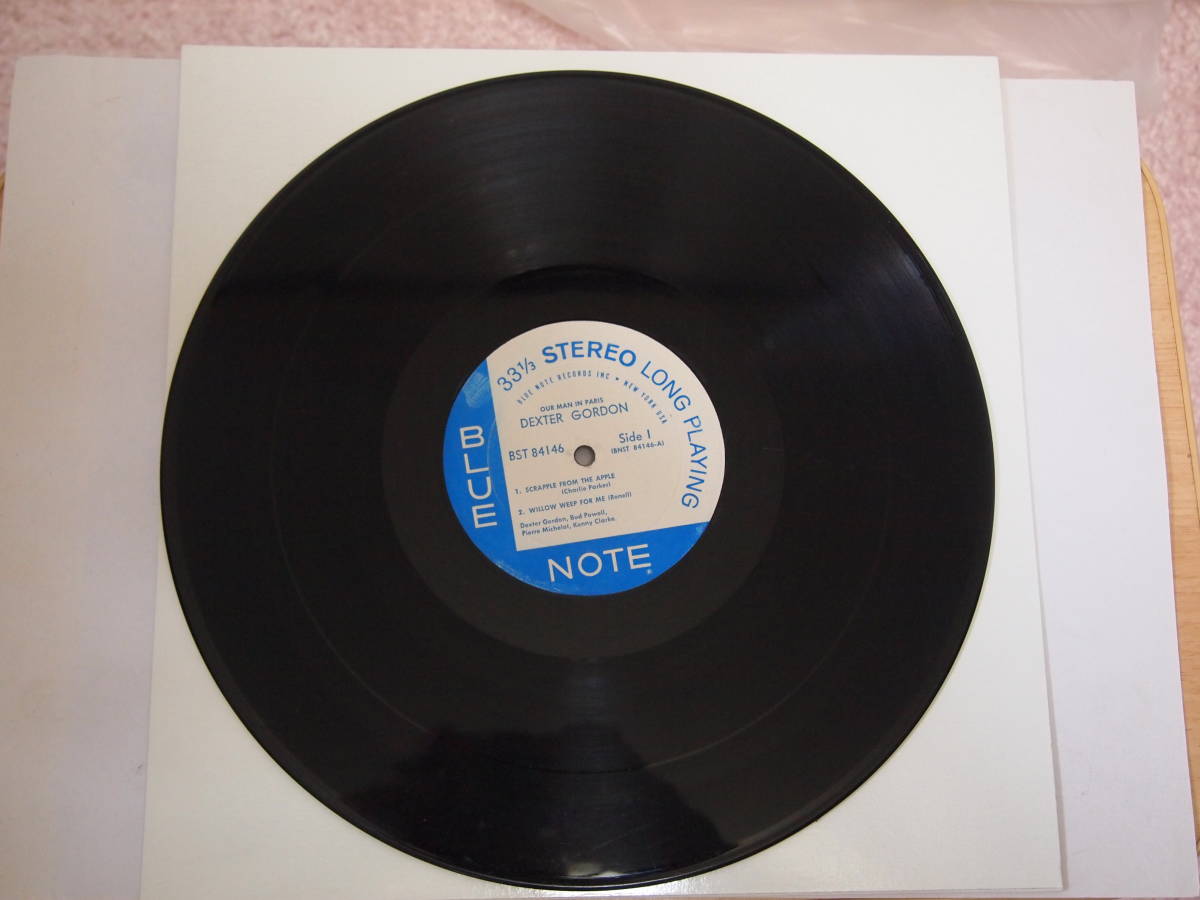 33⅓ STEREO LONG PLAYING
BLUE NOTE RECORDS INC • NEW YORK USA
OUR MAN IN PARIS
DEXTER GORDON
BST 84146
Side 1
(BNST 84146-A)
1. SCRAPPLE FROM THE APPLE
(Charlie Parker)
2. WILLOW WEEP FOR ME (Ronell)
Dexter Gordon, Bud Powell,
Pierre Michelot, Kenny Clarke.
BLUE
NOTE
®